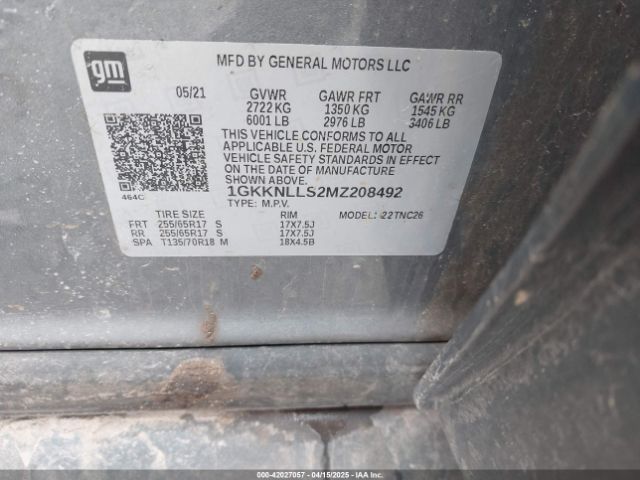 gm
MFD BY GENERAL MOTORS LLC
05/21 GVWR GAWR FRT GAWR RR
2722 KG 1350 KG 1545 KG
6001 LB 2976 LB 3406 LB
THIS VEHICLE CONFORMS TO ALL
APPLICABLE U.S. FEDERAL MOTOR
VEHICLE SAFETY STANDARDS IN EFFECT
ON THE DATE OF MANUFACTURE
SHOWN ABOVE.
464C 1GKKNLLS2MZ208492
TYPE: M.P.V. MODEL: 22TNC26
TIRE SIZE RIM
FRT 255/65R17 S 17X7.5J
RR 255/65R17 S 17X7.5J
SPA T135/70R18 M 18X4.5B
000-42027057 - 04/15/2025 - IAAI.COM